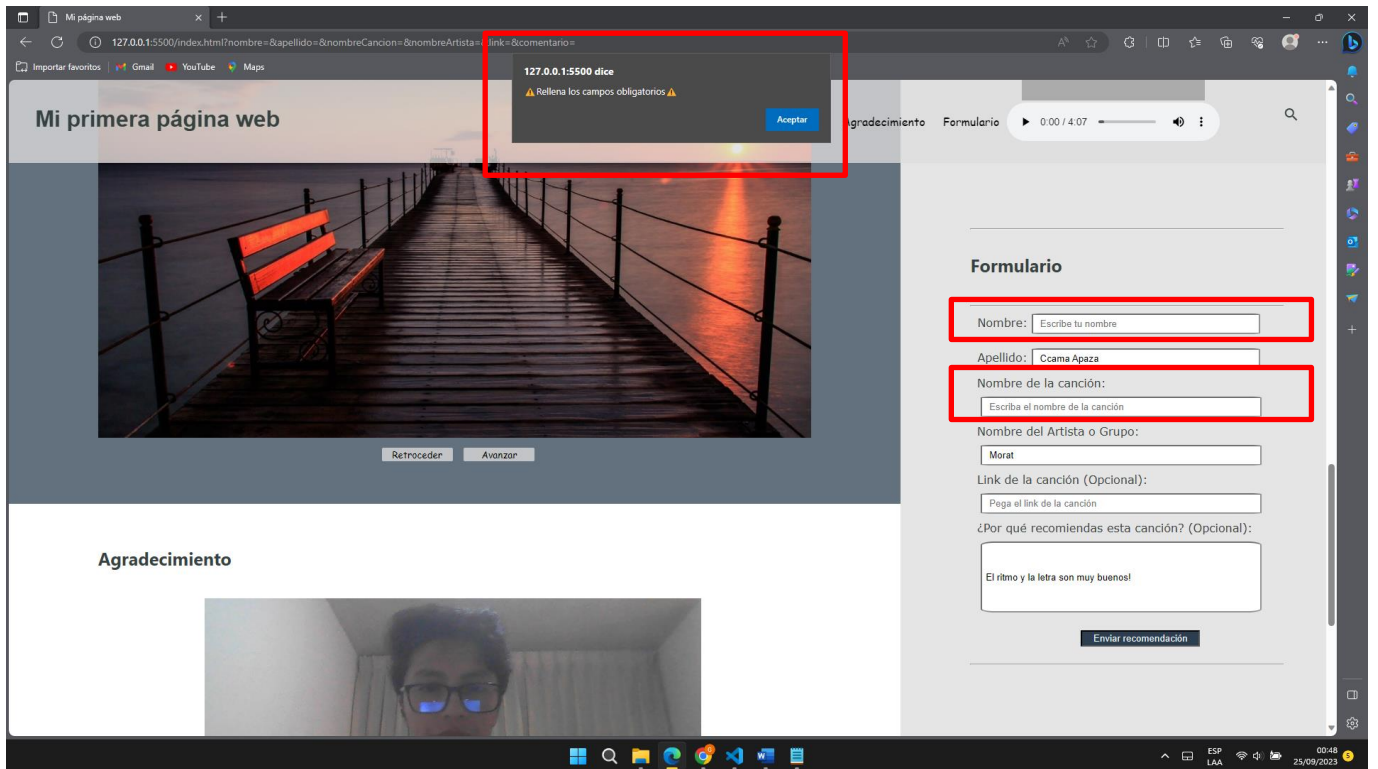 Mi página web
127.0.0.1:5500/index.html?nombre=&apellido=&nombreCancion=&nombreArtista=&link=&comentario=
Importar favoritos
Gmail
YouTube
Maps
127.0.0.1:5500 dice
⚠Rellena los campos obligatorios⚠
Aceptar
Mi primera página web
Agradecimiento
Formulario
0:00 / 4:07
Formulario
Nombre:
Escribe tu nombre
Apellido:
Ccama Apaza
Nombre de la canción:
Escriba el nombre de la canción
Nombre del Artista o Grupo:
Morat
Link de la canción (Opcional):
Pega el link de la canción
¿Por qué recomiendas esta canción? (Opcional):
El ritmo y la letra son muy buenos!
Enviar recomendación
Retroceder
Avanzar
Agradecimiento
ESP
LAA
00:48
25/09/2023
5